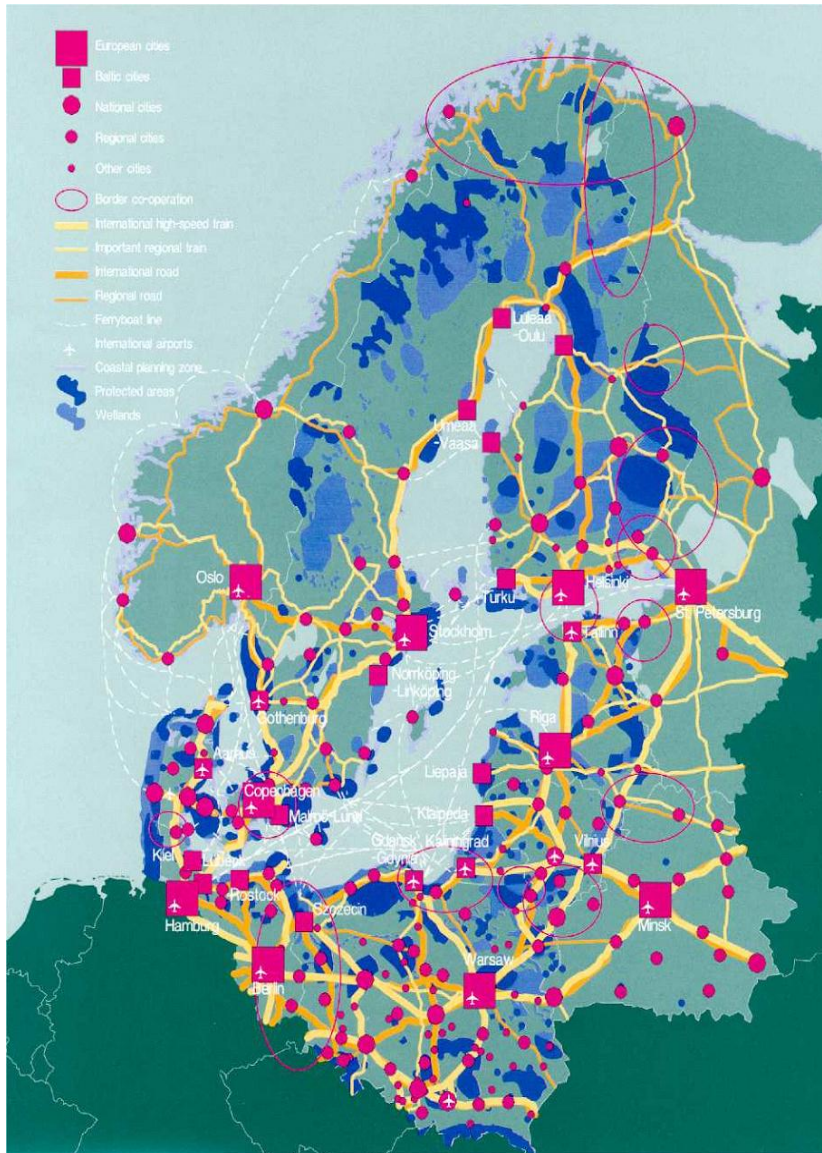 European cities
Baltic cities
National cities
Regional cities
Other cities
Border co-operation
International high-speed train
Important regional train
International road
Regional road
Ferryboat line
International airports
Coastal planning zone
Protected areas
Wetlands
Luleaa
-Oulu
Umeaa
-Vaasa
Oslo
Turku
Helsinki
St. Petersburg
Stockholm
Tallinn
Norrköping
-Linköping
Gothenburg
Riga
Aarhus
Liepaja
Copenhagen
Malmö-Lund
Klaipeda
Kiel
Lübeck
Gdansk
Gdynia
Kaliningrad
Vilnius
Rostock
Szczecin
Hamburg
Minsk
Warsaw
Berlin